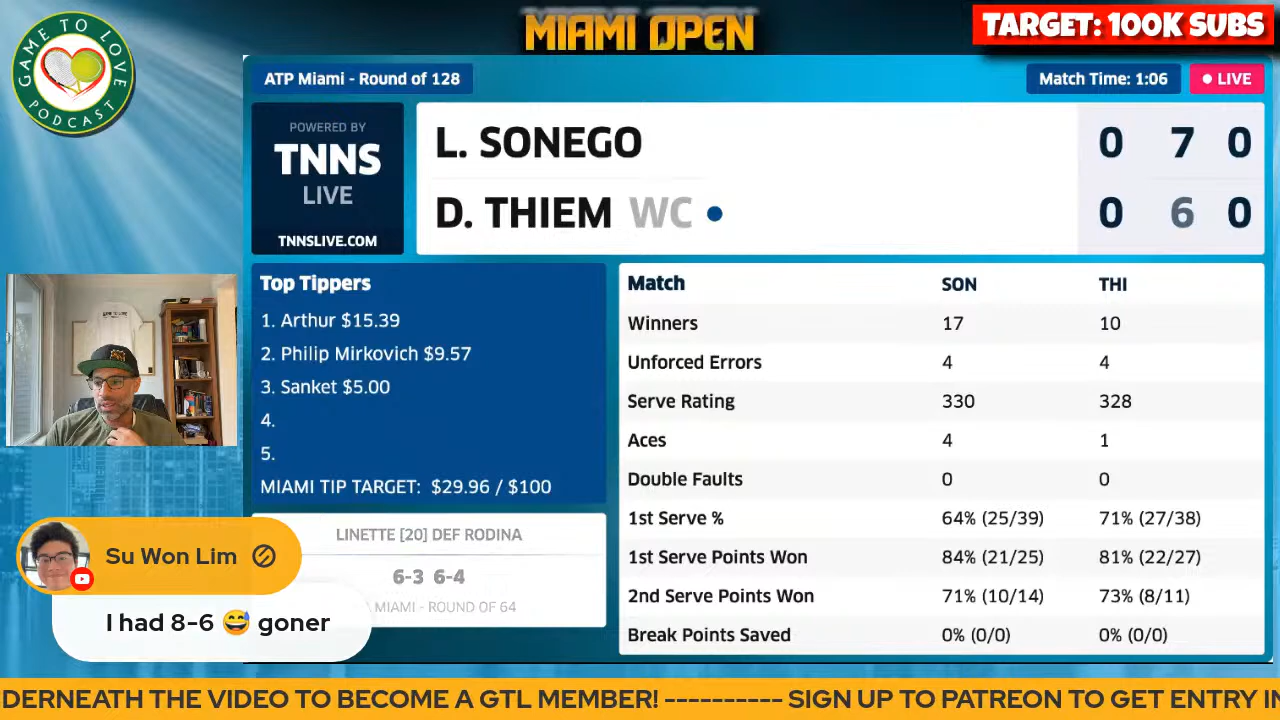 GAME TO LOVE PODCAST
MIAMI OPEN
TARGET: 100K SUBS
ATP Miami - Round of 128
Match Time: 1:06
LIVE
POWERED BY
TNNS
LIVE
TNNSLIVE.COM
L. SONEGO 0 7 0
D. THIEM WC 0 6 0
Top Tippers
1. Arthur $15.39
2. Philip Mirkovich $9.57
3. Sanket $5.00
4.
5.
MIAMI TIP TARGET: $29.96 / $100
LINETTE [20] DEF RODINA
6-3 6-4
MIAMI - ROUND OF 64
Match SON THI
Winners 17 10
Unforced Errors 4 4
Serve Rating 330 328
Aces 4 1
Double Faults 0 0
1st Serve % 64% (25/39) 71% (27/38)
1st Serve Points Won 84% (21/25) 81% (22/27)
2nd Serve Points Won 71% (10/14) 73% (8/11)
Break Points Saved 0% (0/0) 0% (0/0)
Su Won Lim
I had 8-6 😅 goner
DERNEATH THE VIDEO TO BECOME A GTL MEMBER! ---------- SIGN UP TO PATREON TO GET ENTRY IN